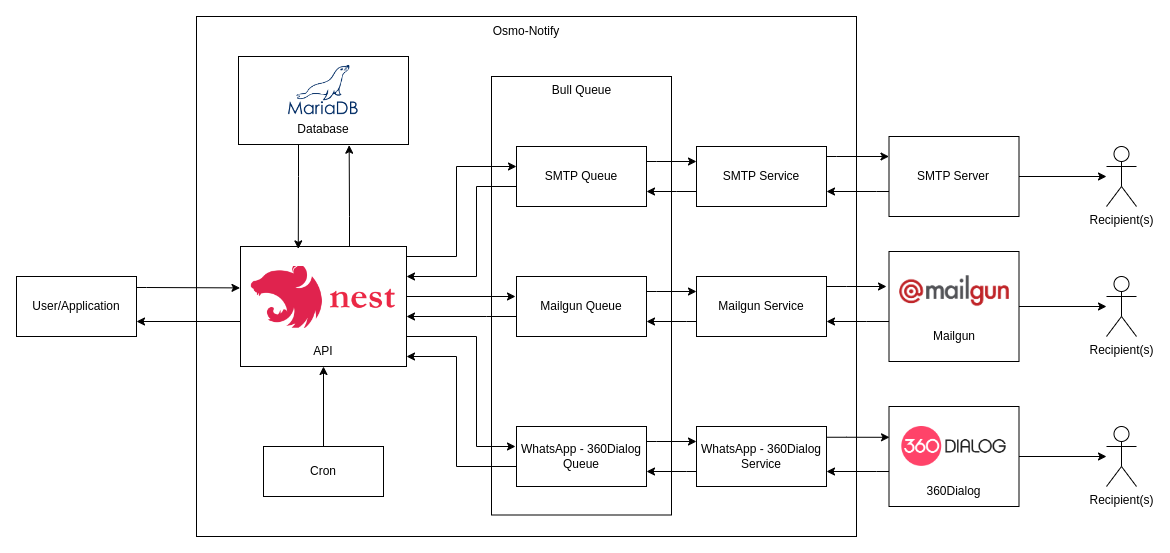 Osmo-Notify
MariaDB
Database
Bull Queue
SMTP Queue
SMTP Service
SMTP Server
Recipient(s)
User/Application
nest
API
Mailgun Queue
Mailgun Service
@mailgun
Mailgun
Recipient(s)
Cron
WhatsApp - 360Dialog
Queue
WhatsApp - 360Dialog
Service
360 DIALOG
360Dialog
Recipient(s)